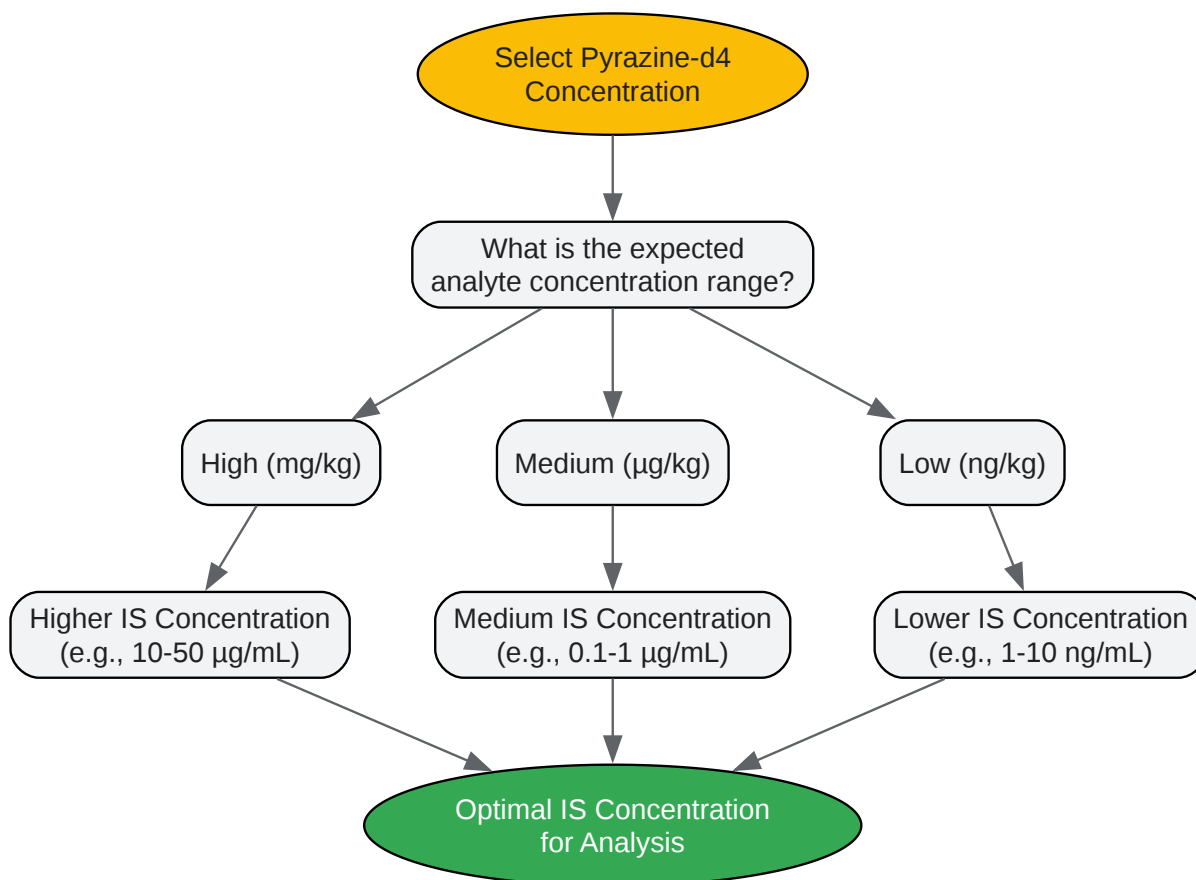 Select Pyrazine-d4
Concentration
What is the expected
analyte concentration range?
High (mg/kg)
Medium (µg/kg)
Low (ng/kg)
Higher IS Concentration
(e.g., 10-50 µg/mL)
Medium IS Concentration
(e.g., 0.1-1 µg/mL)
Lower IS Concentration
(e.g., 1-10 ng/mL)
Optimal IS Concentration
for Analysis